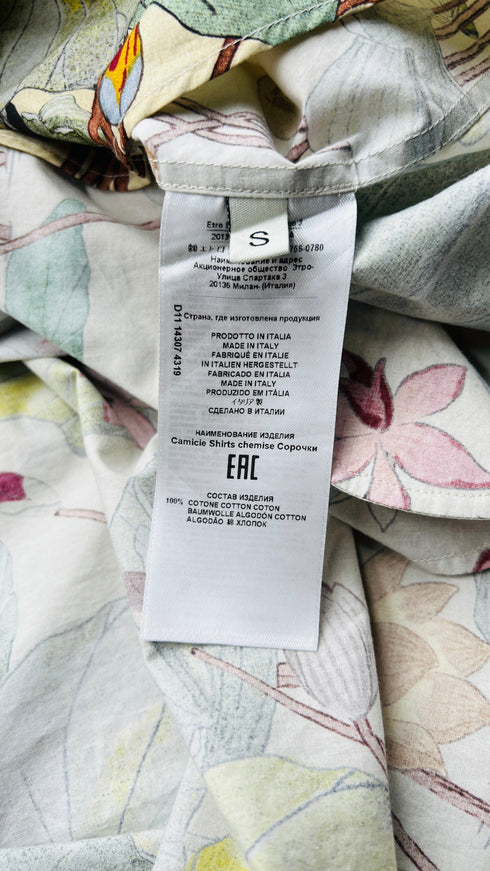 Etro
S
Наименование и адрес
Акционерное общество Этро-
Улица Спартака 3
20135 Милан- (Италия)
D11 14307 4319
Страна, где изготовлена продукция
PRODOTTO IN ITALIA
MADE IN ITALY
FABRIQUÉ EN ITALIE
IN ITALIEN HERGESTELLT
FABRICADO EN ITALIA
MADE IN ITALY
PRODUZIDO EM ITÁLIA
イタリア製
СДЕЛАНО В ИТАЛИИ
НАИМЕНОВАНИЕ ИЗДЕЛИЯ
Camicie Shirts chemise Сорочки
EAC
СОСТАВ ИЗДЕЛИЯ
100% COTONE COTTON COTON
BAUMWOLLE ALGODÓN COTTON
ALGODÃO 綿 ХЛОПОК